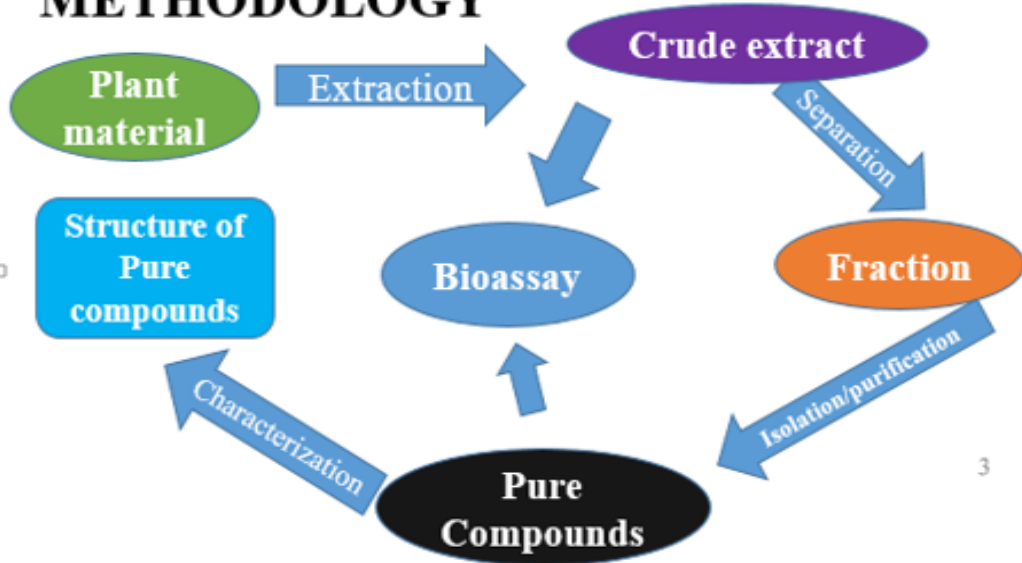 METHODOLOGY
Plant
material
Extraction
Crude extract
Separation
Structure of
Pure
compounds
Bioassay
Fraction
Characterization
Isolation/purification
Pure
Compounds
3